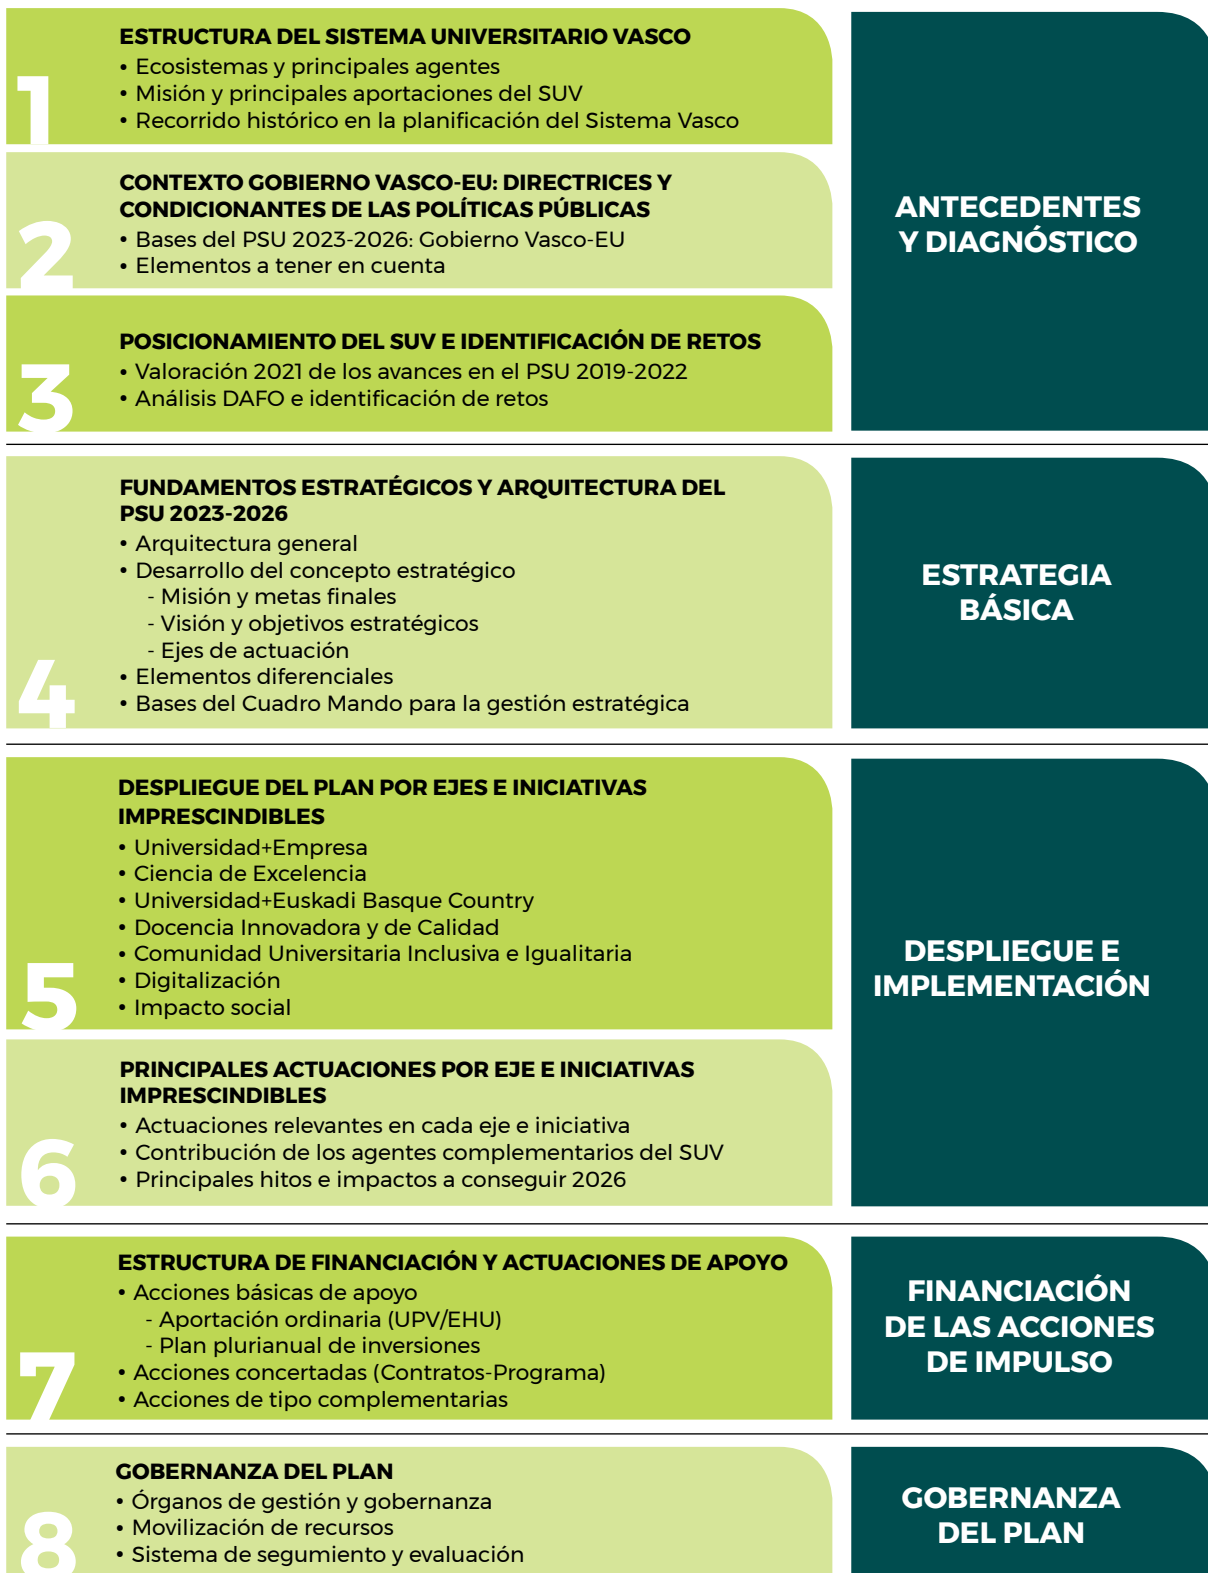 1
ESTRUCTURA DEL SISTEMA UNIVERSITARIO VASCO
• Ecosistemas y principales agentes
• Misión y principales aportaciones del SUV
• Recorrido histórico en la planificación del Sistema Vasco
2
CONTEXTO GOBIERNO VASCO-EU: DIRECTRICES Y
CONDICIONANTES DE LAS POLÍTICAS PÚBLICAS
• Bases del PSU 2023-2026: Gobierno Vasco-EU
• Elementos a tener en cuenta
3
POSICIONAMIENTO DEL SUV E IDENTIFICACIÓN DE RETOS
• Valoración 2021 de los avances en el PSU 2019-2022
• Análisis DAFO e identificación de retos
ANTECEDENTES
Y DIAGNÓSTICO
4
FUNDAMENTOS ESTRATÉGICOS Y ARQUITECTURA DEL
PSU 2023-2026
• Arquitectura general
• Desarrollo del concepto estratégico
- Misión y metas finales
- Visión y objetivos estratégicos
- Ejes de actuación
• Elementos diferenciales
• Bases del Cuadro Mando para la gestión estratégica
ESTRATEGIA
BÁSICA
5
DESPLIEGUE DEL PLAN POR EJES E INICIATIVAS
IMPRESCINDIBLES
• Universidad+Empresa
• Ciencia de Excelencia
• Universidad+Euskadi Basque Country
• Docencia Innovadora y de Calidad
• Comunidad Universitaria Inclusiva e Igualitaria
• Digitalización
• Impacto social
6
PRINCIPALES ACTUACIONES POR EJE E INICIATIVAS
IMPRESCINDIBLES
• Actuaciones relevantes en cada eje e iniciativa
• Contribución de los agentes complementarios del SUV
• Principales hitos e impactos a conseguir 2026
DESPLIEGUE E
IMPLEMENTACIÓN
7
ESTRUCTURA DE FINANCIACIÓN Y ACTUACIONES DE APOYO
• Acciones básicas de apoyo
- Aportación ordinaria (UPV/EHU)
- Plan plurianual de inversiones
• Acciones concertadas (Contratos-Programa)
• Acciones de tipo complementarias
FINANCIACIÓN
DE LAS ACCIONES
DE IMPULSO
8
GOBERNANZA DEL PLAN
• Órganos de gestión y gobernanza
• Movilización de recursos
• Sistema de segumiento y evaluación
GOBERNANZA
DEL PLAN